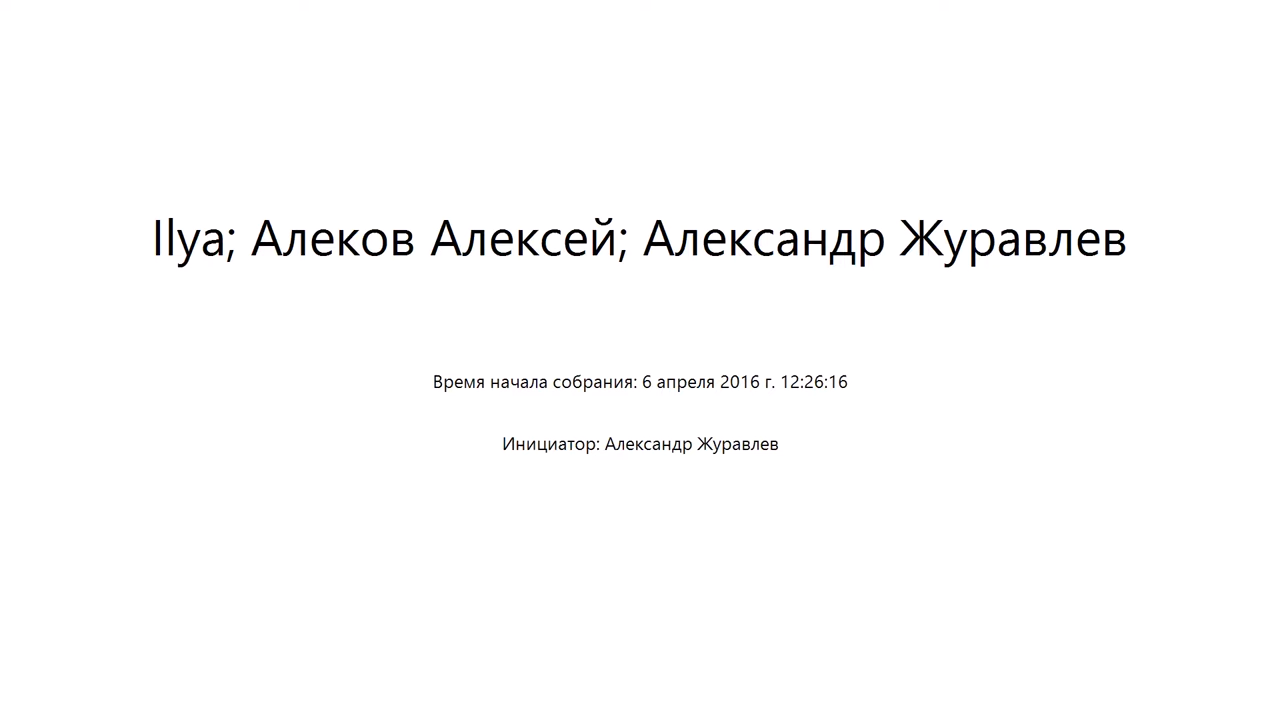 Ilya; Алеков Алексей; Александр Журавлев
Время начала собрания: 6 апреля 2016 г. 12:26:16
Инициатор: Александр Журавлев